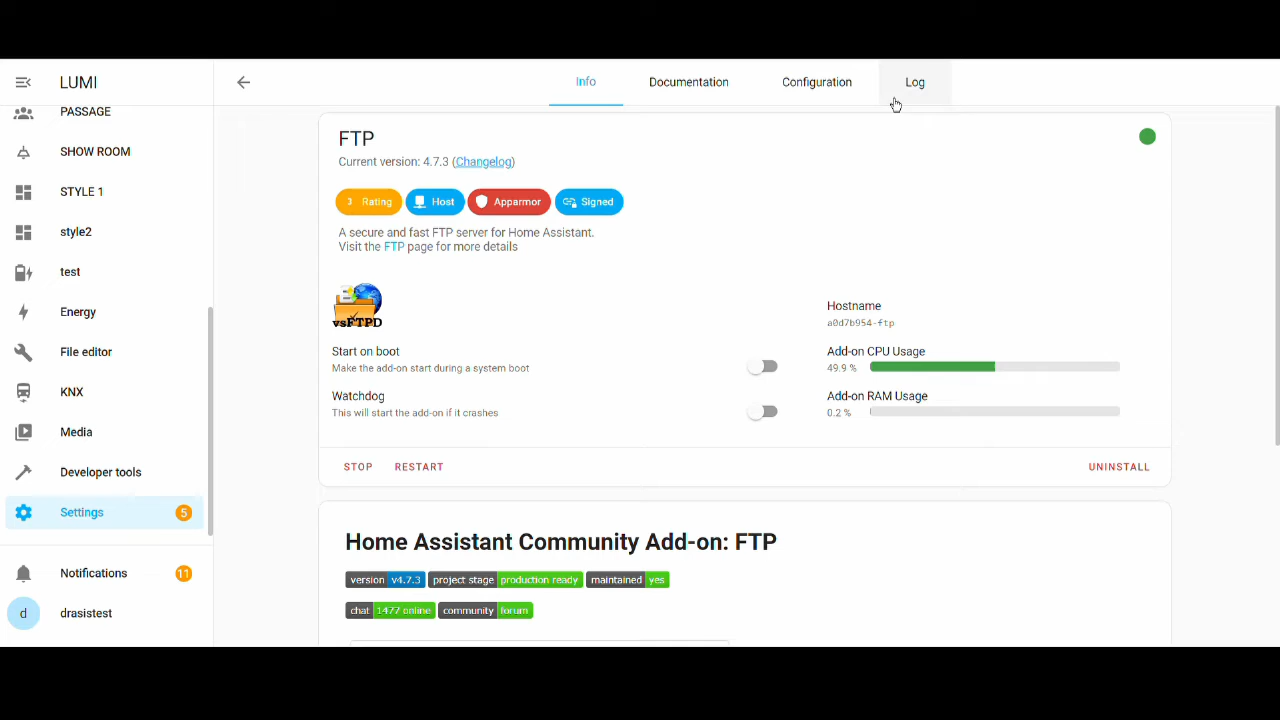 LUMI
PASSAGE
SHOW ROOM
STYLE 1
style2
test
Energy
File editor
KNX
Media
Developer tools
Settings 5
Notifications 11
d drasistest
Info Documentation Configuration Log
FTP
Current version: 4.7.3 (Changelog)
3 Rating Host Apparmor Signed
A secure and fast FTP server for Home Assistant.
Visit the FTP page for more details
vsFTPD
Hostname
a0d7b954-ftp
Start on boot
Make the add-on start during a system boot
Add-on CPU Usage
49.9 %
Watchdog
This will start the add-on if it crashes
Add-on RAM Usage
0.2 %
STOP RESTART UNINSTALL
Home Assistant Community Add-on: FTP
version v4.7.3 project stage production ready maintained yes
chat 1477 online community forum